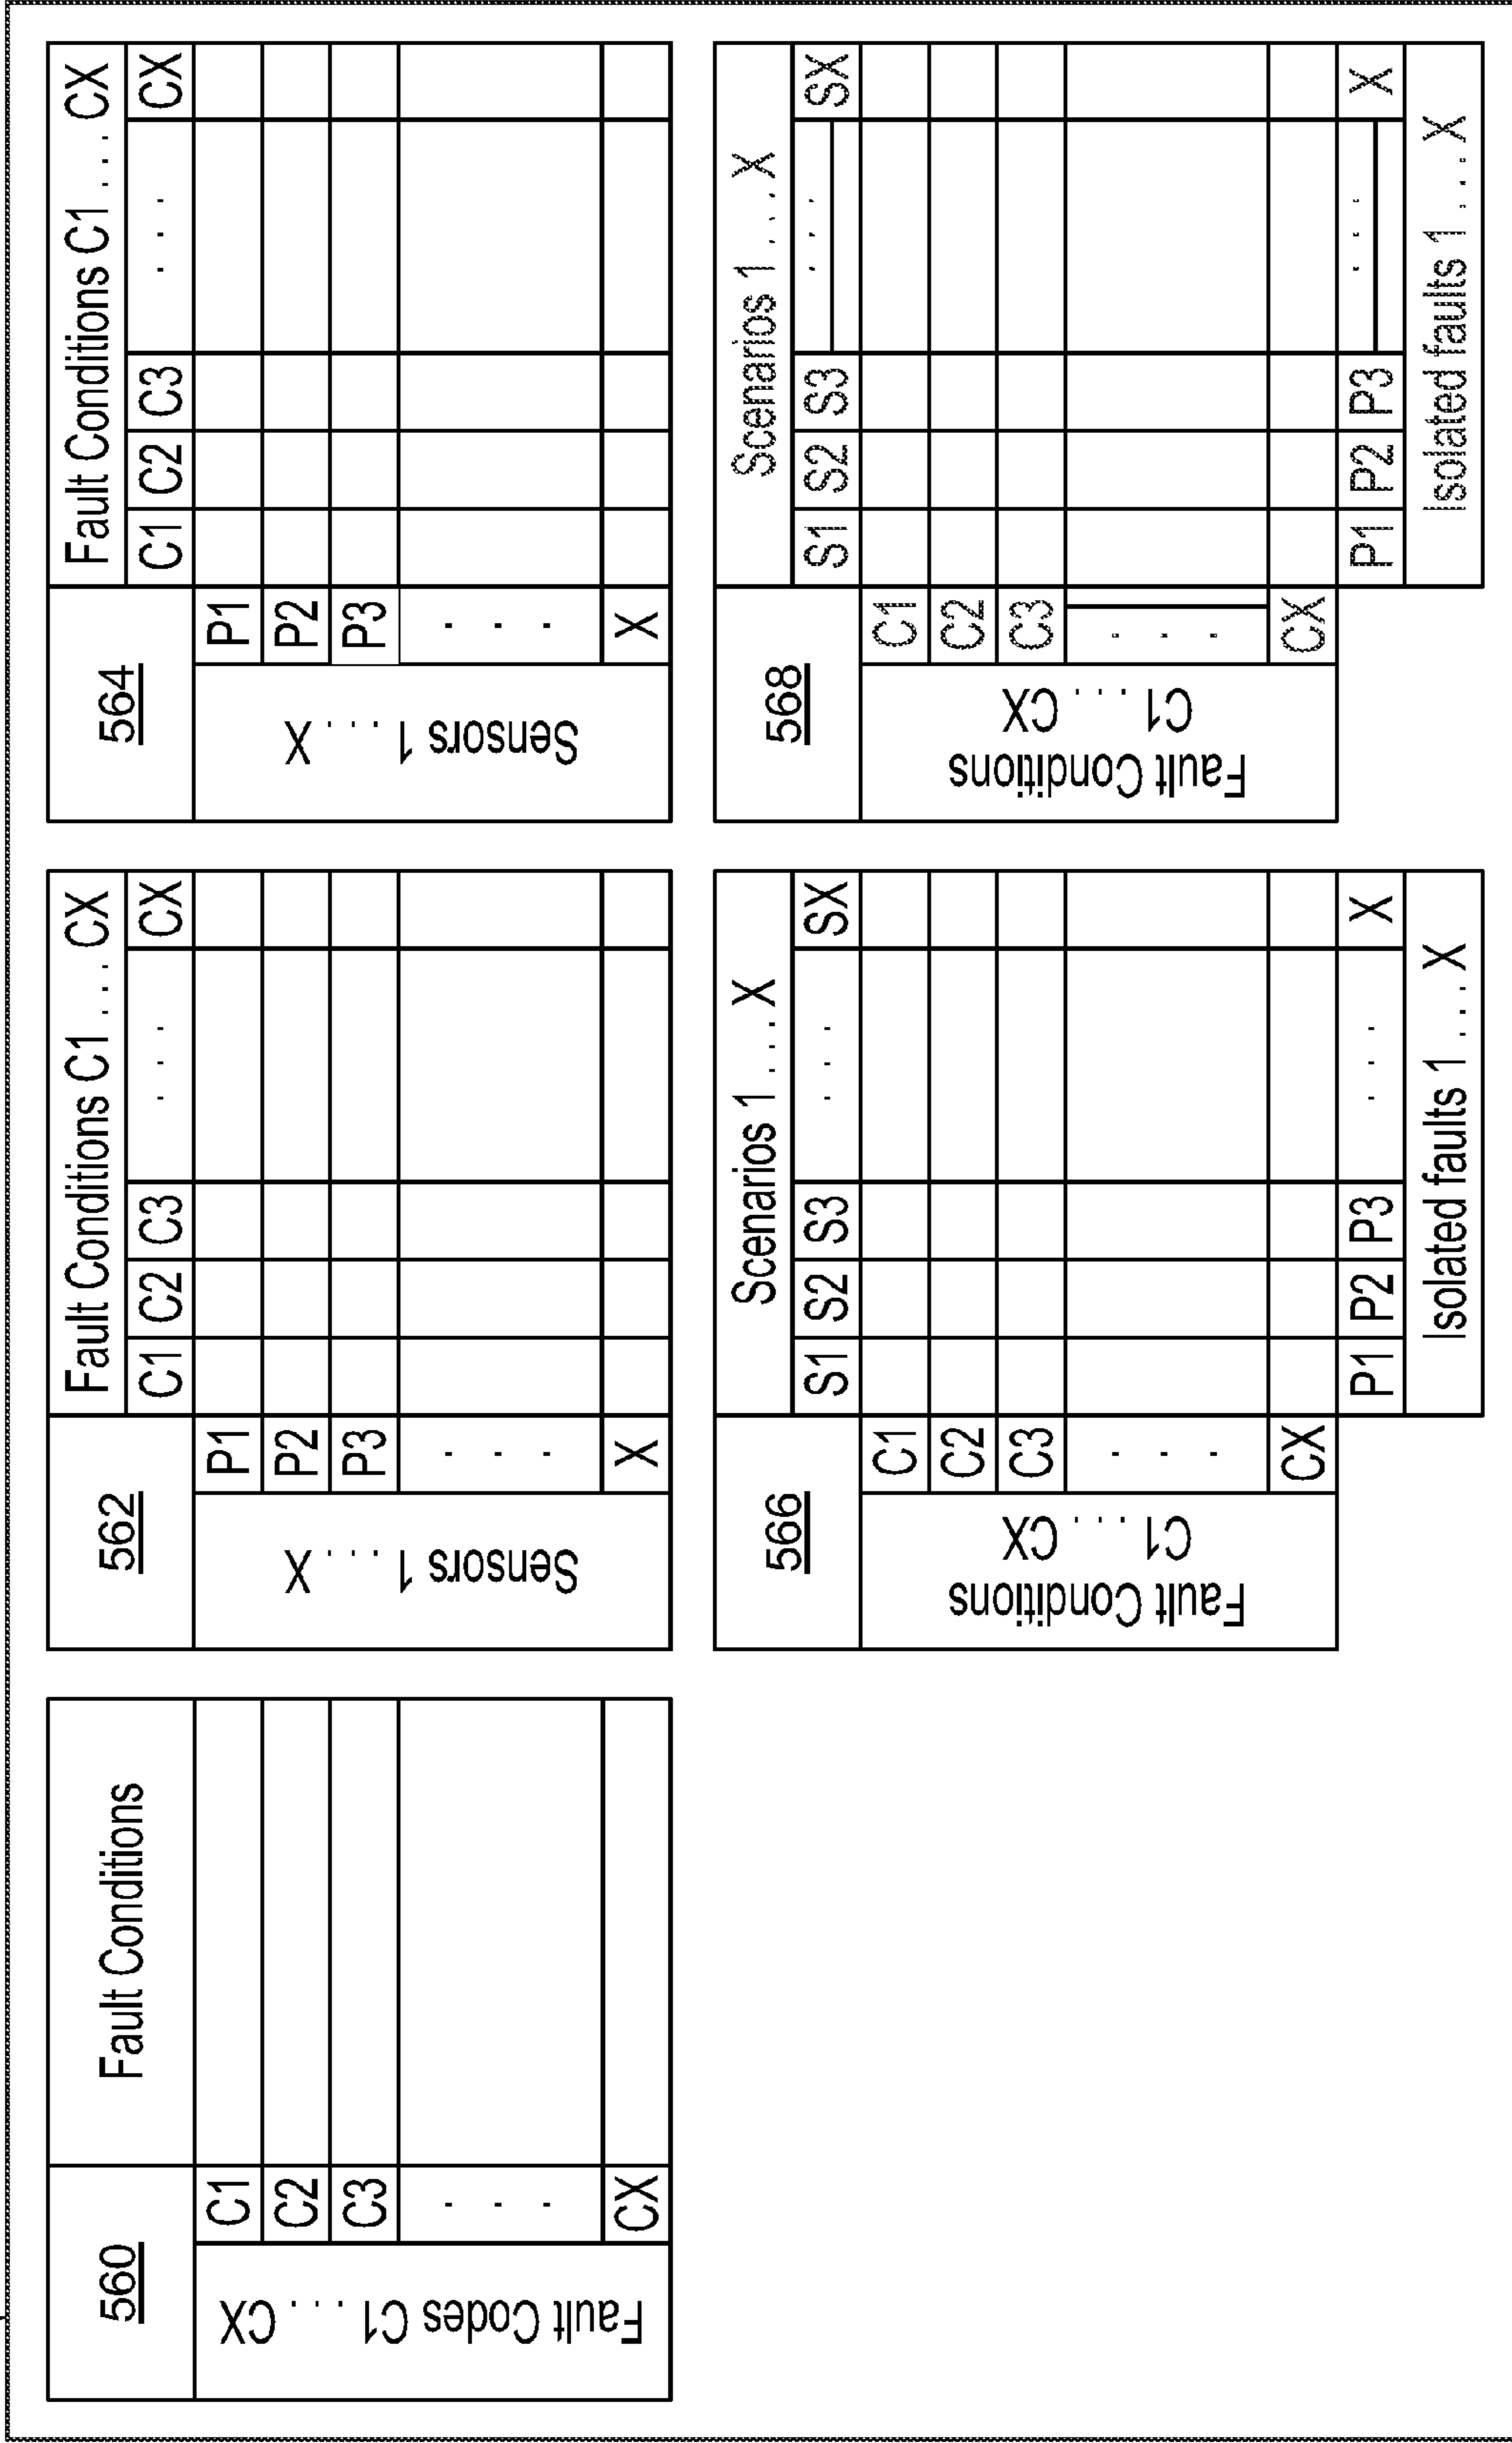 560
Fault Conditions
Fault Codes C1 . . . CX
C1
C2
C3
. . .
CX
562
Fault Conditions C1 . . . CX
C1 C2 C3 . . . CX
Sensors 1 . . . X
P1
P2
P3
. . .
X
564
Fault Conditions C1 . . . CX
C1 C2 C3 . . . CX
Sensors 1 . . . X
P1
P2
P3
. . .
X
566
Scenarios 1 . . . X
S1 S2 S3 . . . SX
Fault Conditions
C1 . . . CX
C1
C2
C3
. . .
CX
P1 P2 P3 . . . X
Isolated faults 1 . . . X
568
Scenarios 1 . . . X
S1 S2 S3 . . . SX
Fault Conditions
C1 . . . CX
C1
C2
C3
. . .
CX
P1 P2 P3 . . . X
Isolated faults 1 . . . X